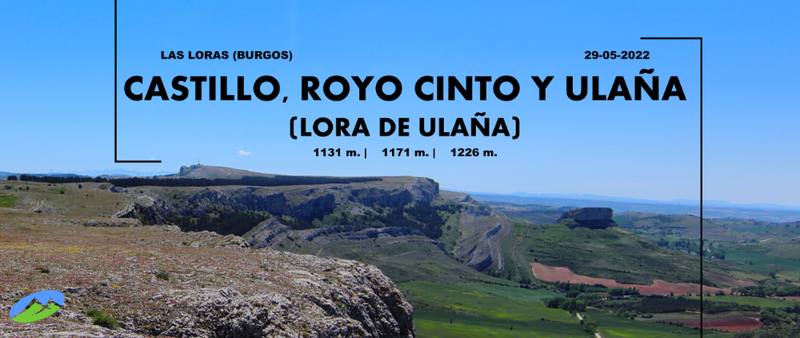 LAS LORAS (BURGOS) 29-05-2022
CASTILLO, ROYO CINTO Y ULAÑA
(LORA DE ULAÑA)
1131 m. | 1171 m. | 1226 m.